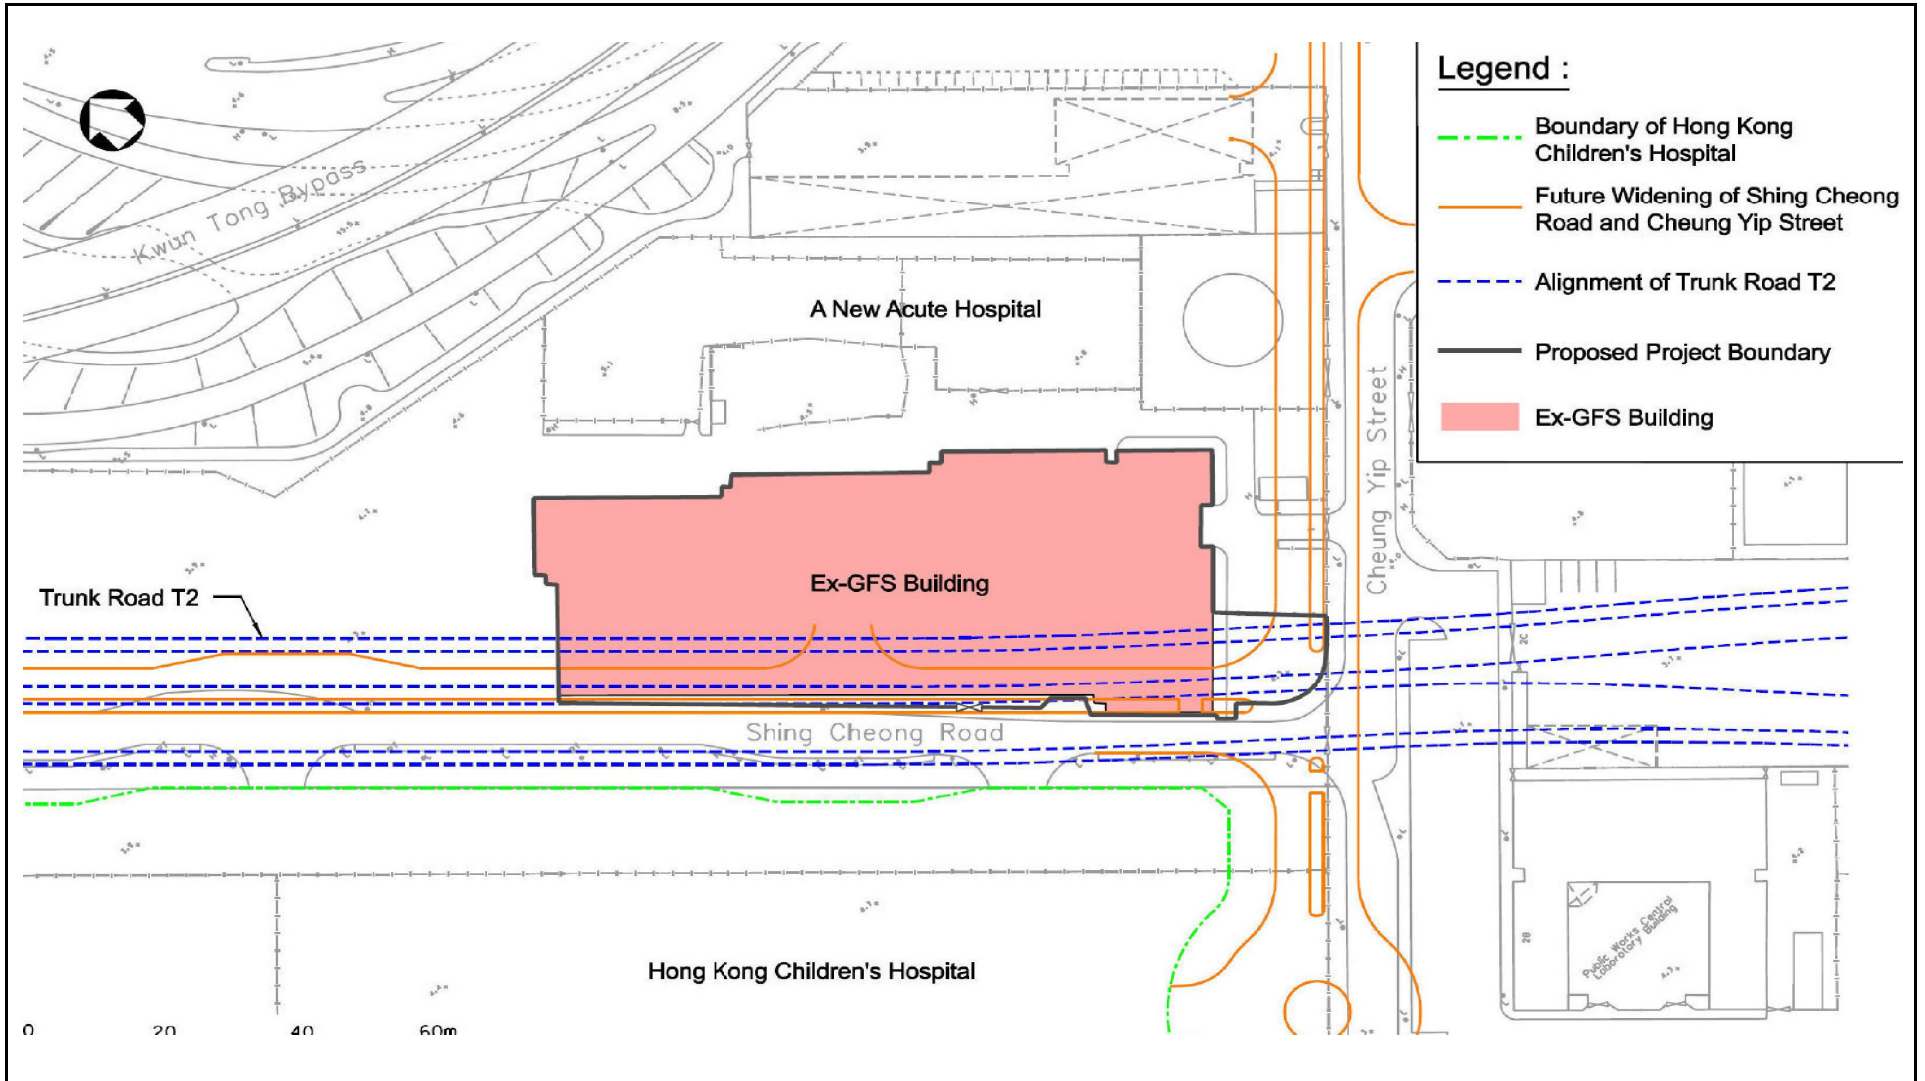 Legend :
Boundary of Hong Kong
Children's Hospital
Future Widening of Shing Cheong
Road and Cheung Yip Street
Alignment of Trunk Road T2
Proposed Project Boundary
Ex-GFS Building
Kwun Tong Bypass
A New Acute Hospital
Cheung Yip Street
Ex-GFS Building
Trunk Road T2
Shing Cheong Road
2C
2B
Public Works Central
Laboratory Building
Hong Kong Children's Hospital
0 20 40 60m